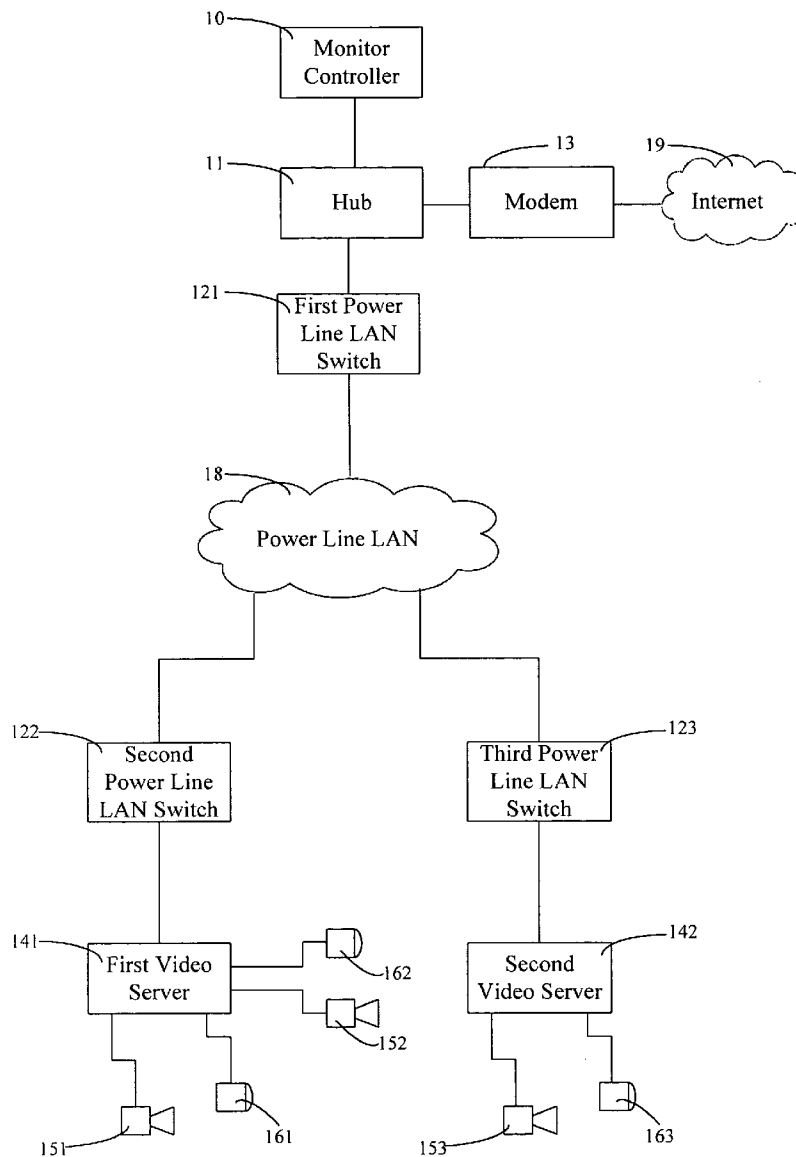 10
Monitor
Controller
11
13
19
Hub
Modem
Internet
121
First Power
Line LAN
Switch
18
Power Line LAN
122
Second
Power Line
LAN Switch
123
Third Power
Line LAN
Switch
141
First Video
Server
162
152
142
Second
Video Server
151
161
153
163